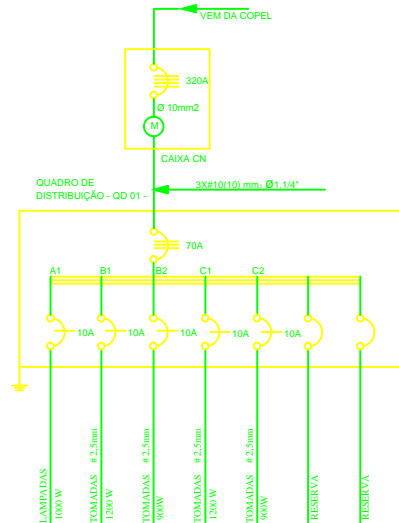 VEM DA COPEL
320A
Ø 10mm2
M
CAIXA CN
QUADRO DE
DISTRIBUIÇÃO - QD 01 -
3X#10(10) mm² Ø1.1/4"
70A
A1 B1 B2 C1 C2
10A 10A 10A 10A 10A
LAMPADAS
1000 W
TOMADAS # 2,5mm
1200 W
TOMADAS # 2,5mm
900W
TOMADAS # 2,5mm
1200 W
TOMADAS # 2,5mm
900W
RESERVA
RESERVA